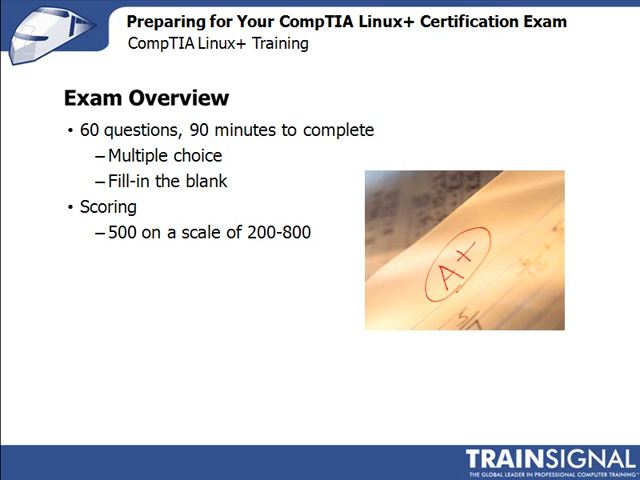 Preparing for Your CompTIA Linux+ Certification Exam
CompTIA Linux+ Training
Exam Overview
• 60 questions, 90 minutes to complete
– Multiple choice
– Fill-in the blank
• Scoring
– 500 on a scale of 200-800
A+
TRAINSIGNAL
THE GLOBAL LEADER IN PROFESSIONAL COMPUTER TRAINING